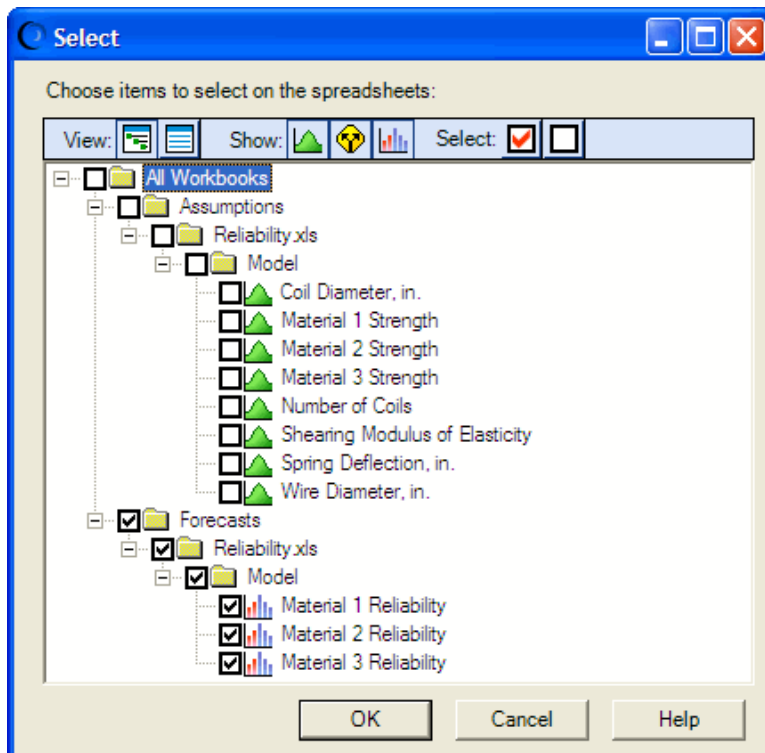 Select
Choose items to select on the spreadsheets:
View: Show: Select:
All Workbooks
Assumptions
Reliability.xls
Model
Coil Diameter, in.
Material 1 Strength
Material 2 Strength
Material 3 Strength
Number of Coils
Shearing Modulus of Elasticity
Spring Deflection, in.
Wire Diameter, in.
Forecasts
Reliability.xls
Model
Material 1 Reliability
Material 2 Reliability
Material 3 Reliability
OK Cancel Help